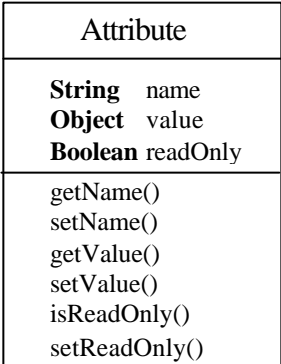 Attribute
String name
Object value
Boolean readOnly
getName()
setName()
getValue()
setValue()
isReadOnly()
setReadOnly()